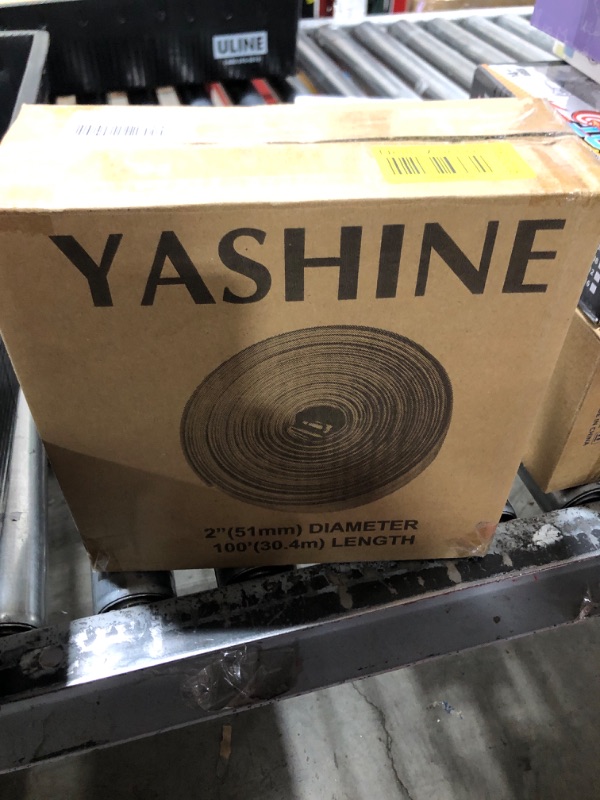 ULINE
YASHINE
2"(51mm) DIAMETER
100'(30.4m) LENGTH